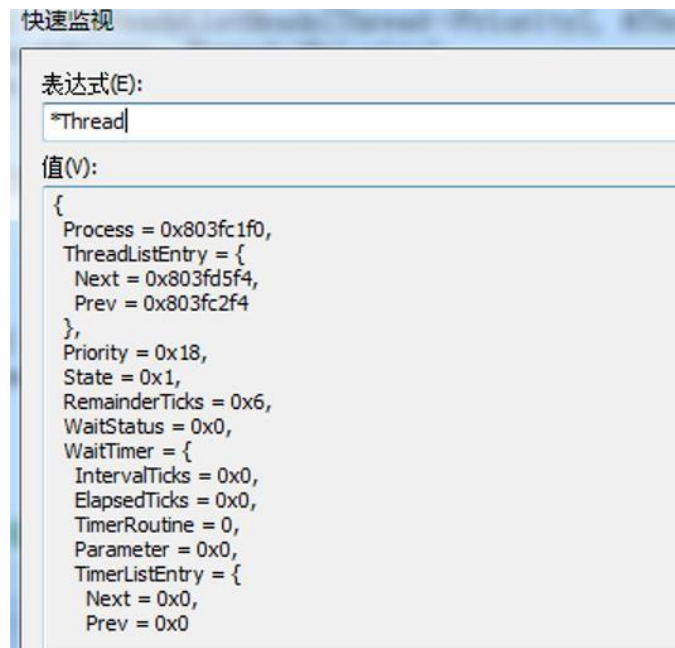 快速监视
表达式(E):
*Thread
值(V):
{
Process = 0x803fc1f0,
ThreadListEntry = {
Next = 0x803fd5f4,
Prev = 0x803fc2f4
},
Priority = 0x18,
State = 0x1,
RemainderTicks = 0x6,
WaitStatus = 0x0,
WaitTimer = {
IntervalTicks = 0x0,
ElapsedTicks = 0x0,
TimerRoutine = 0,
Parameter = 0x0,
TimerListEntry = {
Next = 0x0,
Prev = 0x0